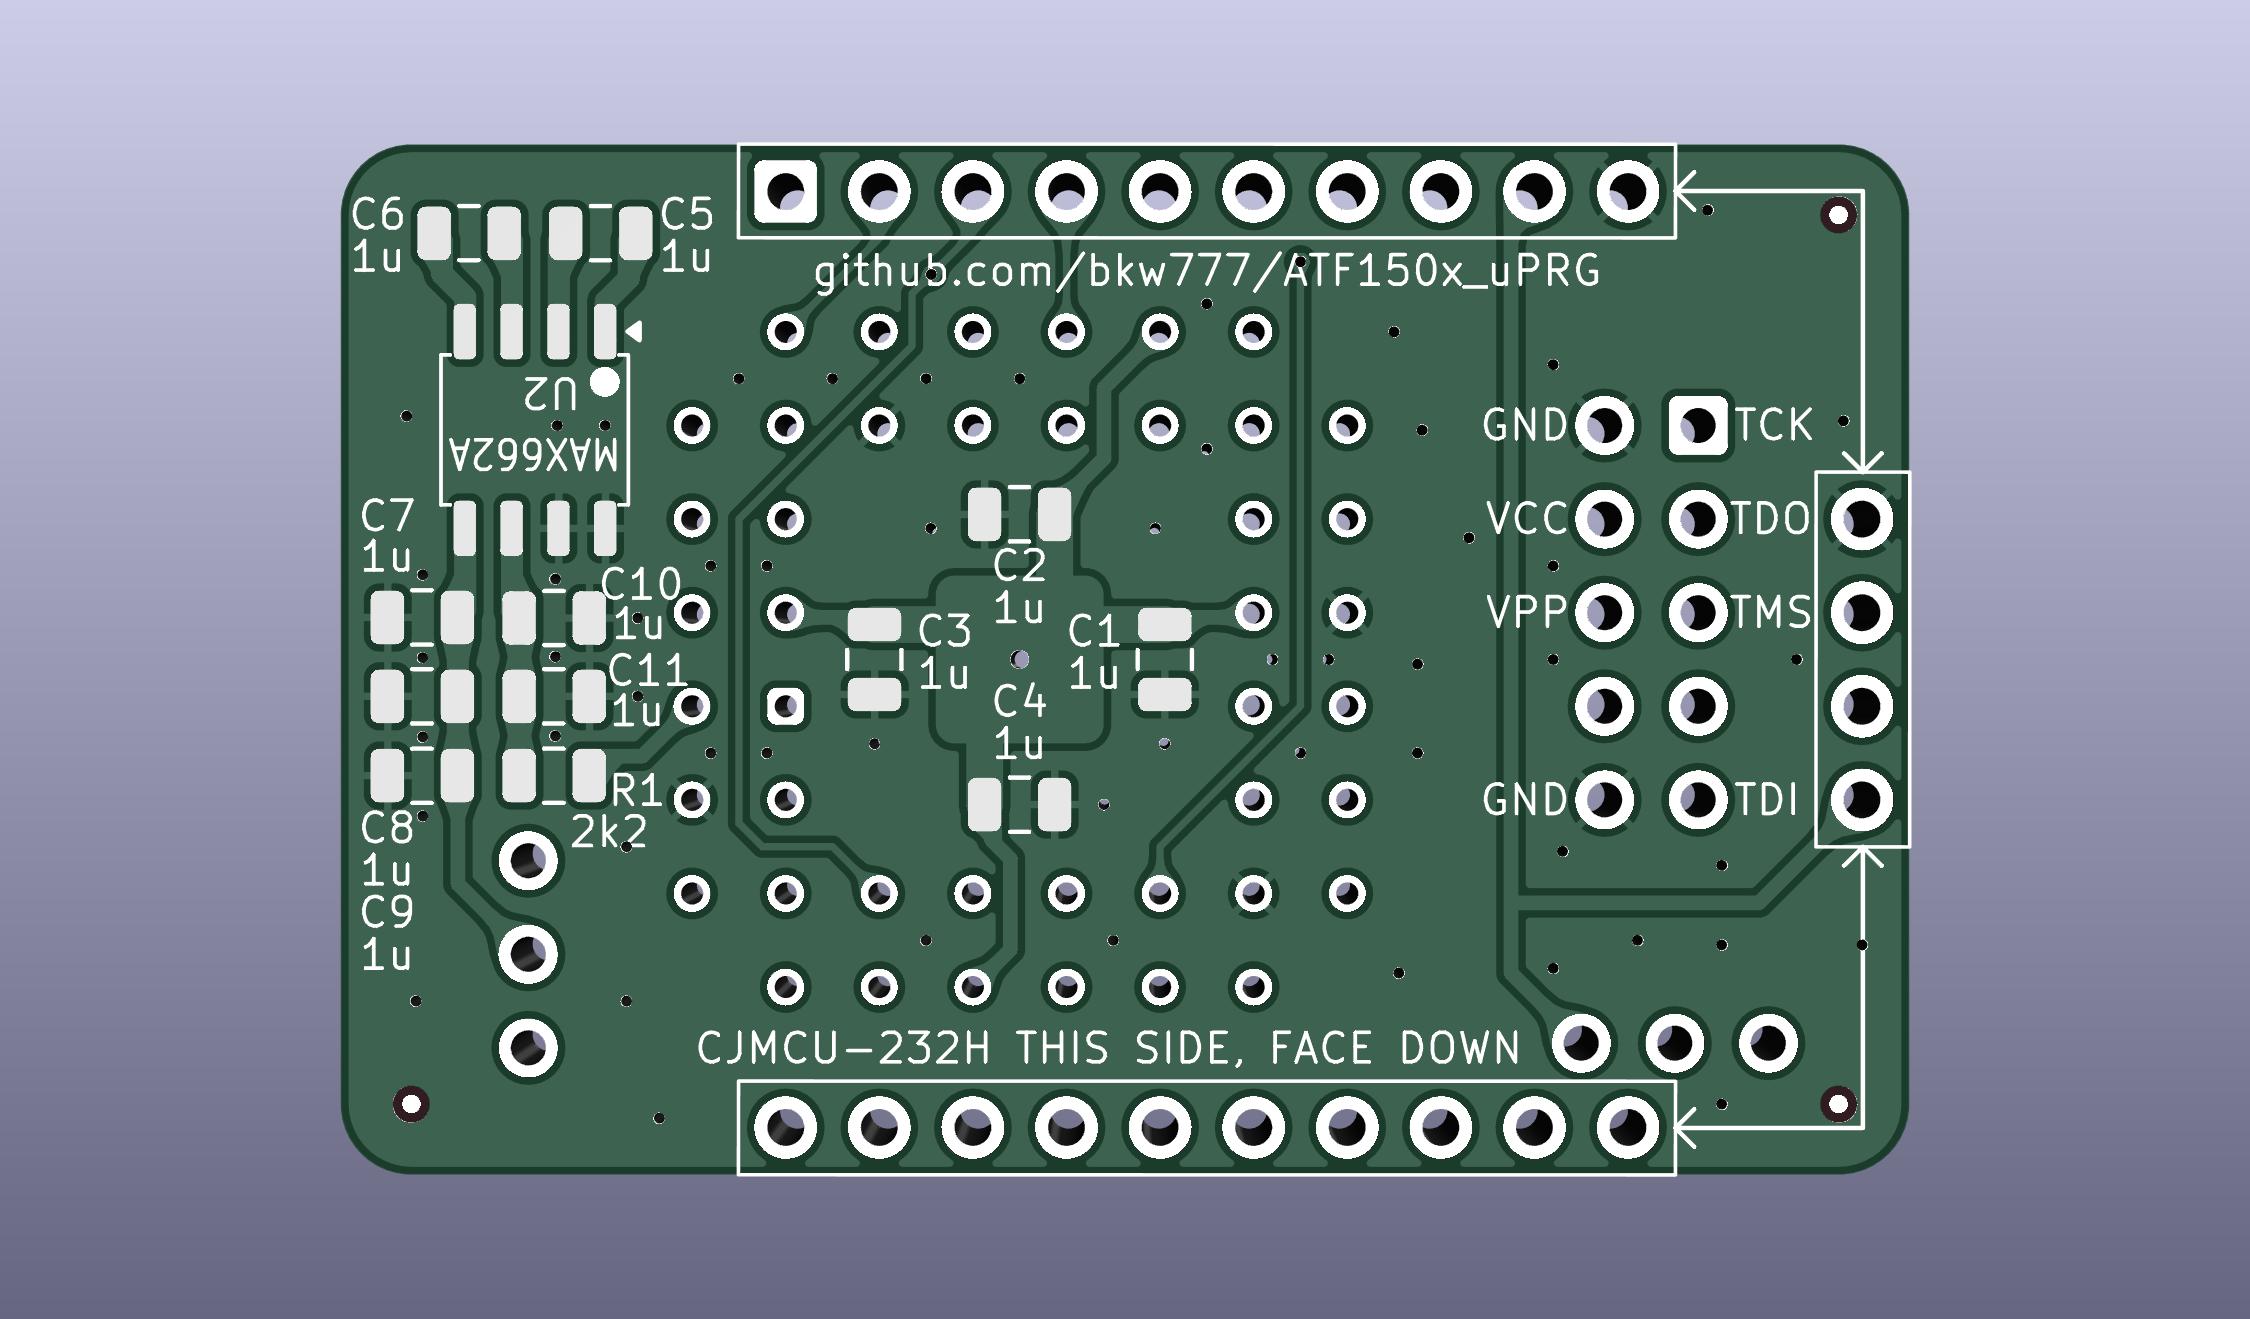 C6
1u
C5
1u
github.com/bkw777/ATF150x_uPRG
U2
MAX662A
GND
TCK
VCC
TDO
VPP
TMS
GND
TDI
C7
1u
C10
1u
C11
1u
C2
1u
C3
1u
C1
1u
C4
1u
R1
2k2
C8
1u
C9
1u
CJMCU-232H THIS SIDE, FACE DOWN